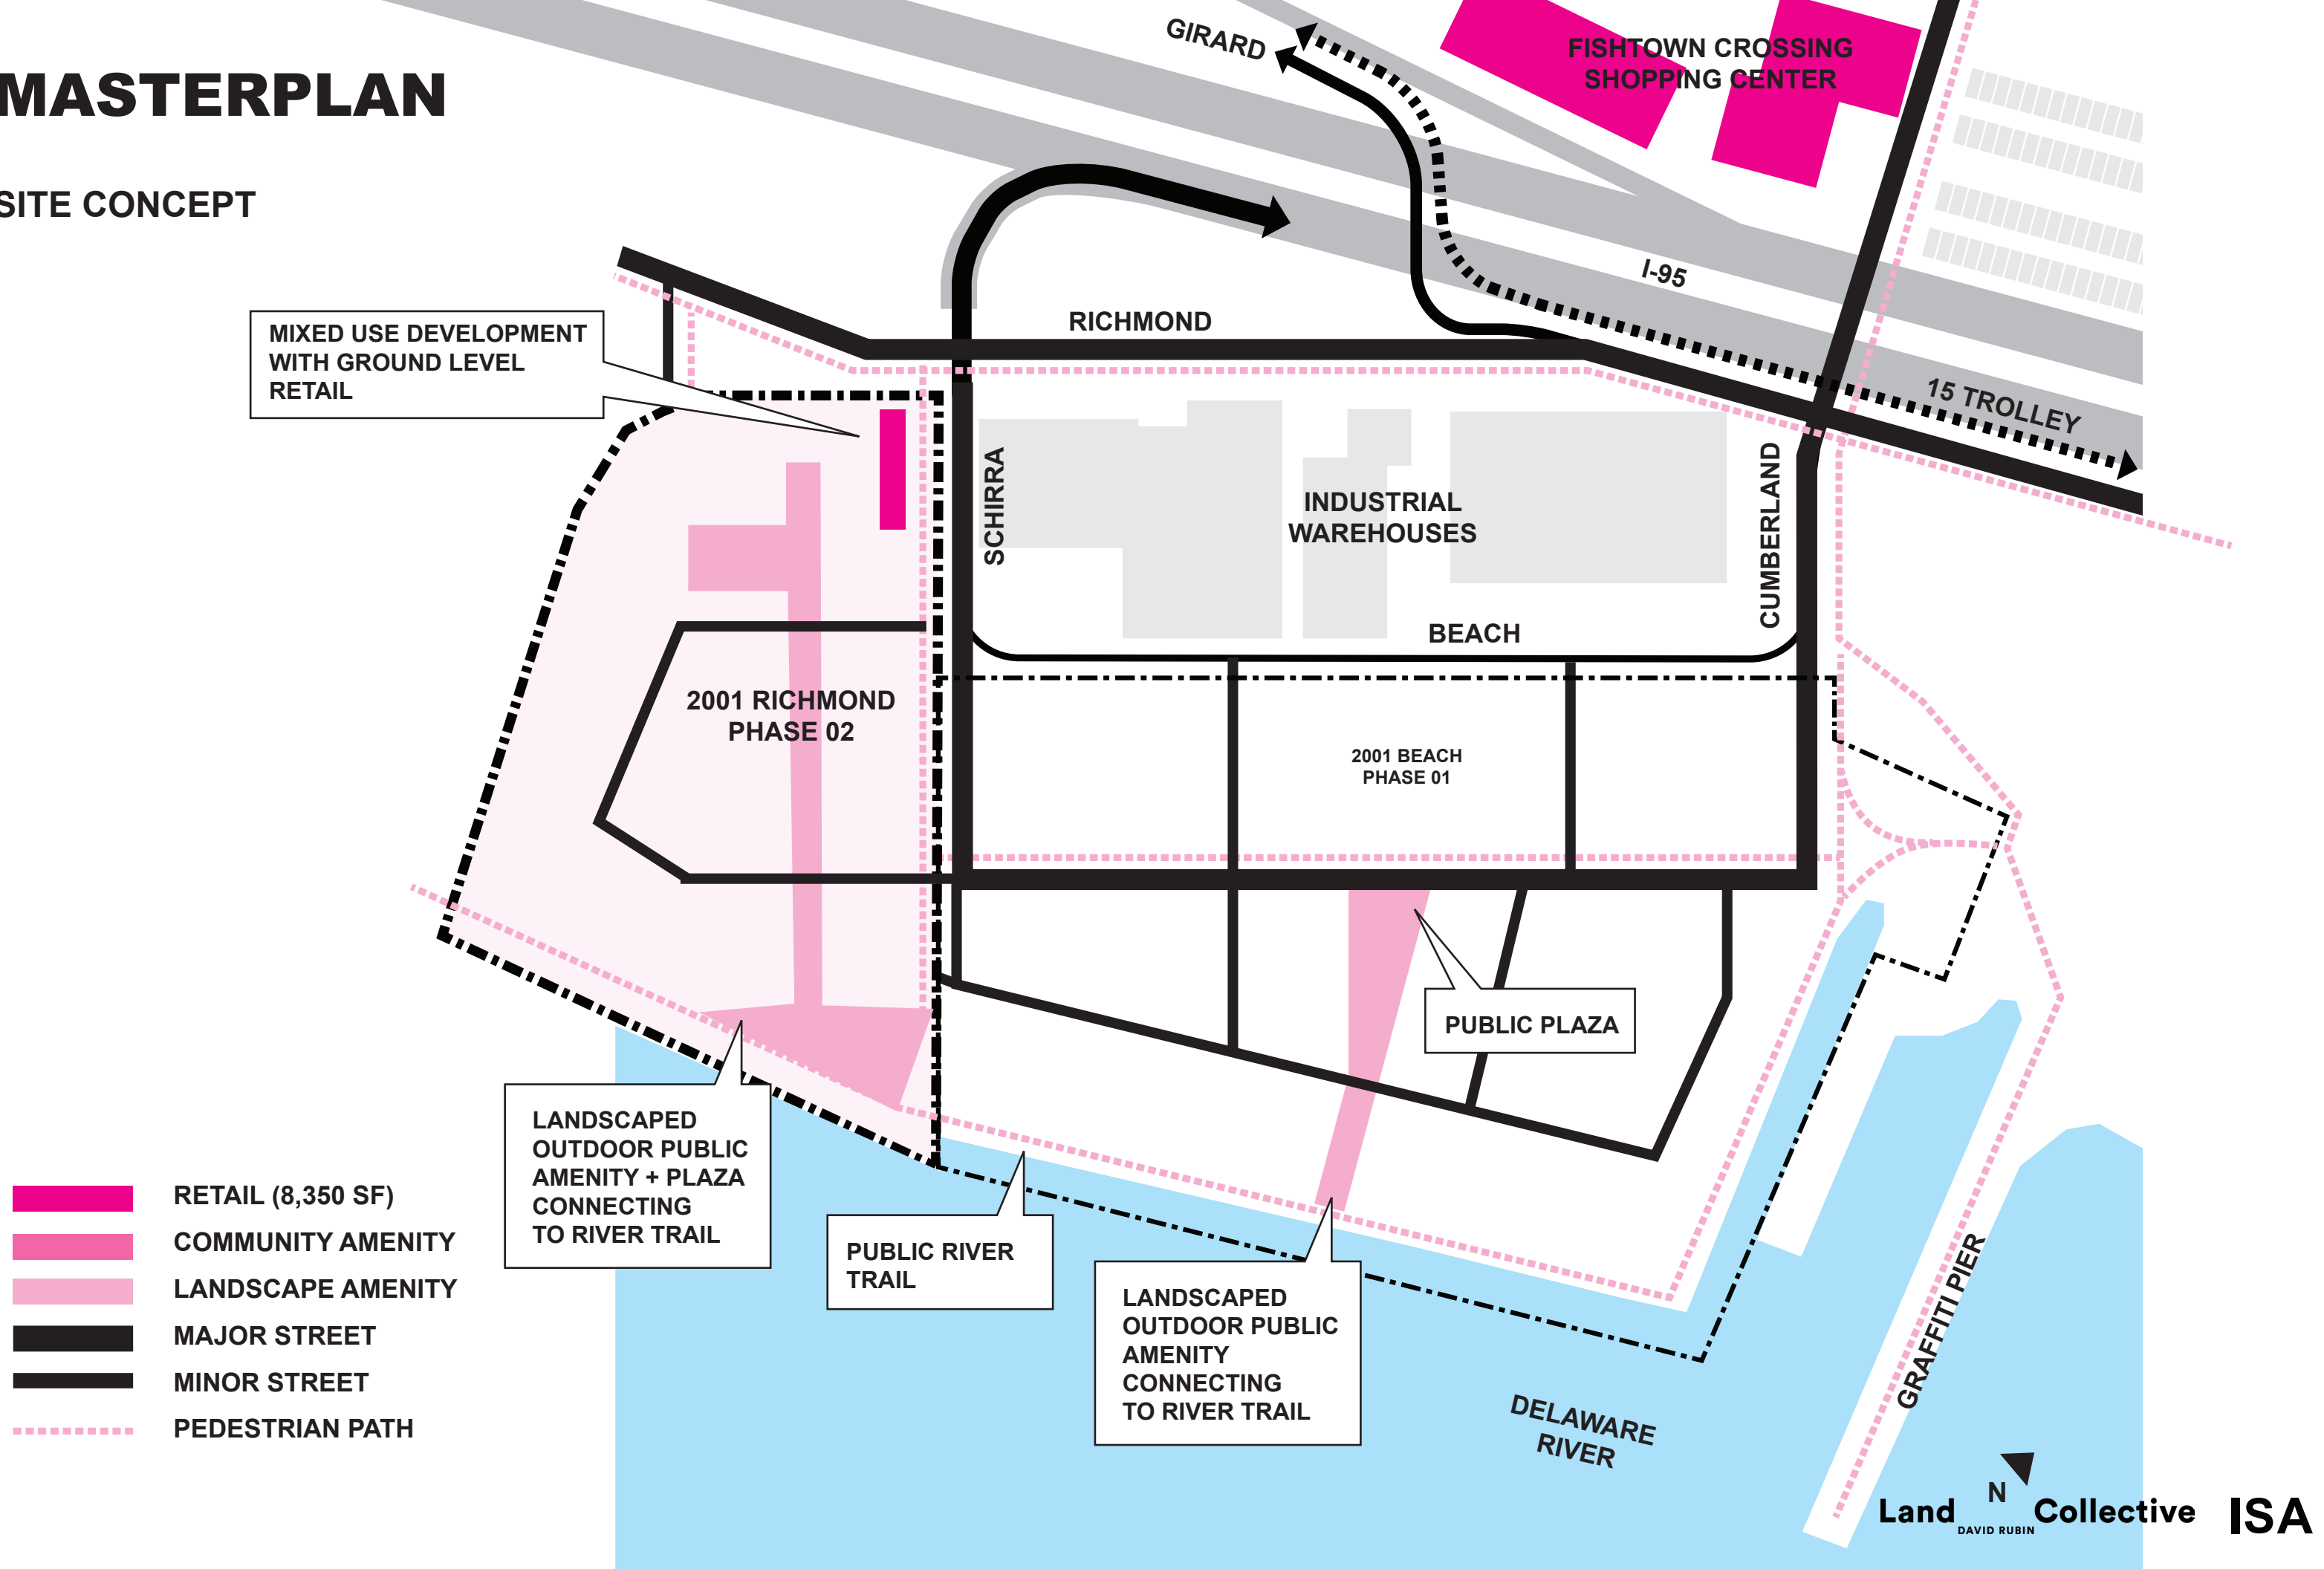 MASTERPLAN
SITE CONCEPT
GIRARD
FISHTOWN CROSSING
SHOPPING CENTER
I-95
RICHMOND
15 TROLLEY
MIXED USE DEVELOPMENT
WITH GROUND LEVEL
RETAIL
SCHIRRA
INDUSTRIAL
WAREHOUSES
CUMBERLAND
BEACH
2001 RICHMOND
PHASE 02
2001 BEACH
PHASE 01
PUBLIC PLAZA
LANDSCAPED
OUTDOOR PUBLIC
AMENITY + PLAZA
CONNECTING
TO RIVER TRAIL
PUBLIC RIVER
TRAIL
LANDSCAPED
OUTDOOR PUBLIC
AMENITY
CONNECTING
TO RIVER TRAIL
RETAIL (8,350 SF)
COMMUNITY AMENITY
LANDSCAPE AMENITY
MAJOR STREET
MINOR STREET
PEDESTRIAN PATH
DELAWARE
RIVER
GRAFFITI PIER
N
Land Collective
DAVID RUBIN
ISA